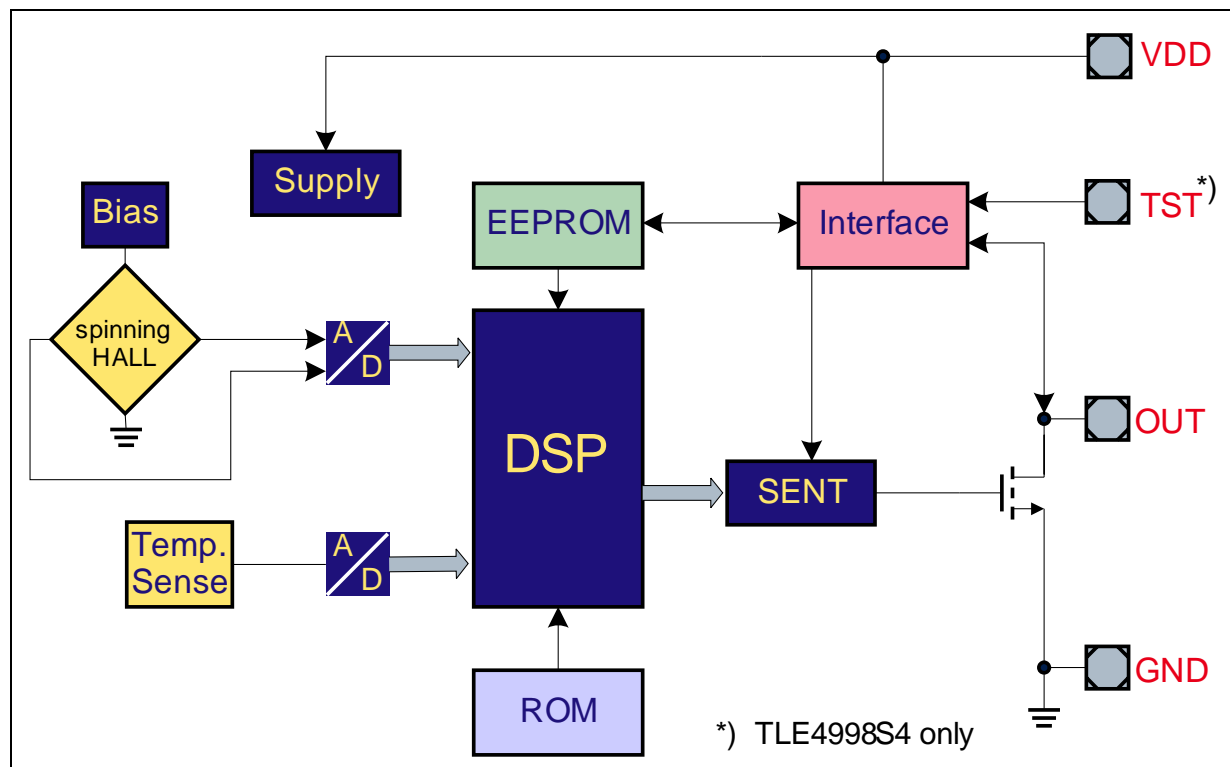 VDD
Supply
Bias
EEPROM
Interface
TST*)
spinning
HALL
A
D
DSP
OUT
SENT
Temp.
Sense
A
D
ROM
GND
*) TLE4998S4 only